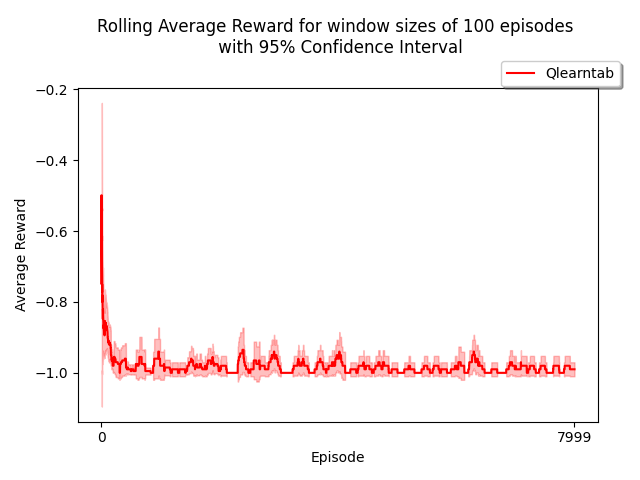 Rolling Average Reward for window sizes of 100 episodes
with 95% Confidence Interval
Qlearntab
−0.2
−0.4
−0.6
−0.8
−1.0
Average Reward
0
7999
Episode